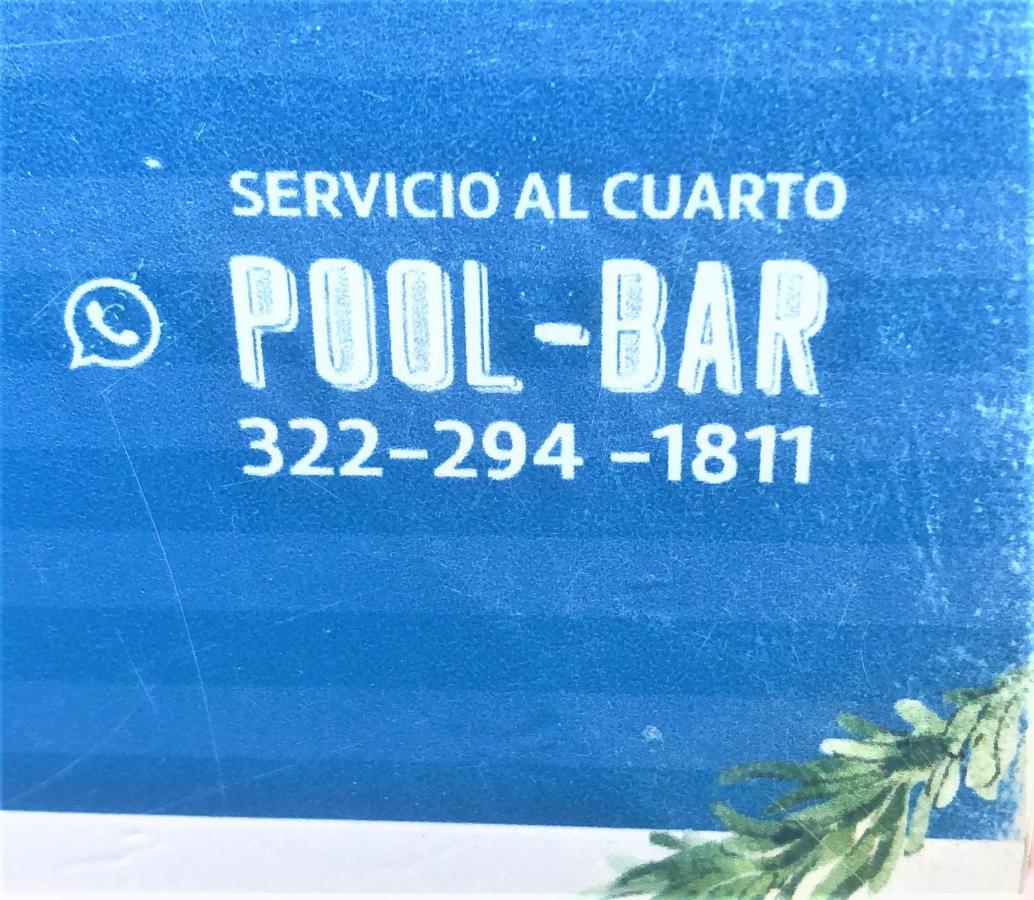 SERVICIO AL CUARTO
POOL-BAR
322-294 -1811